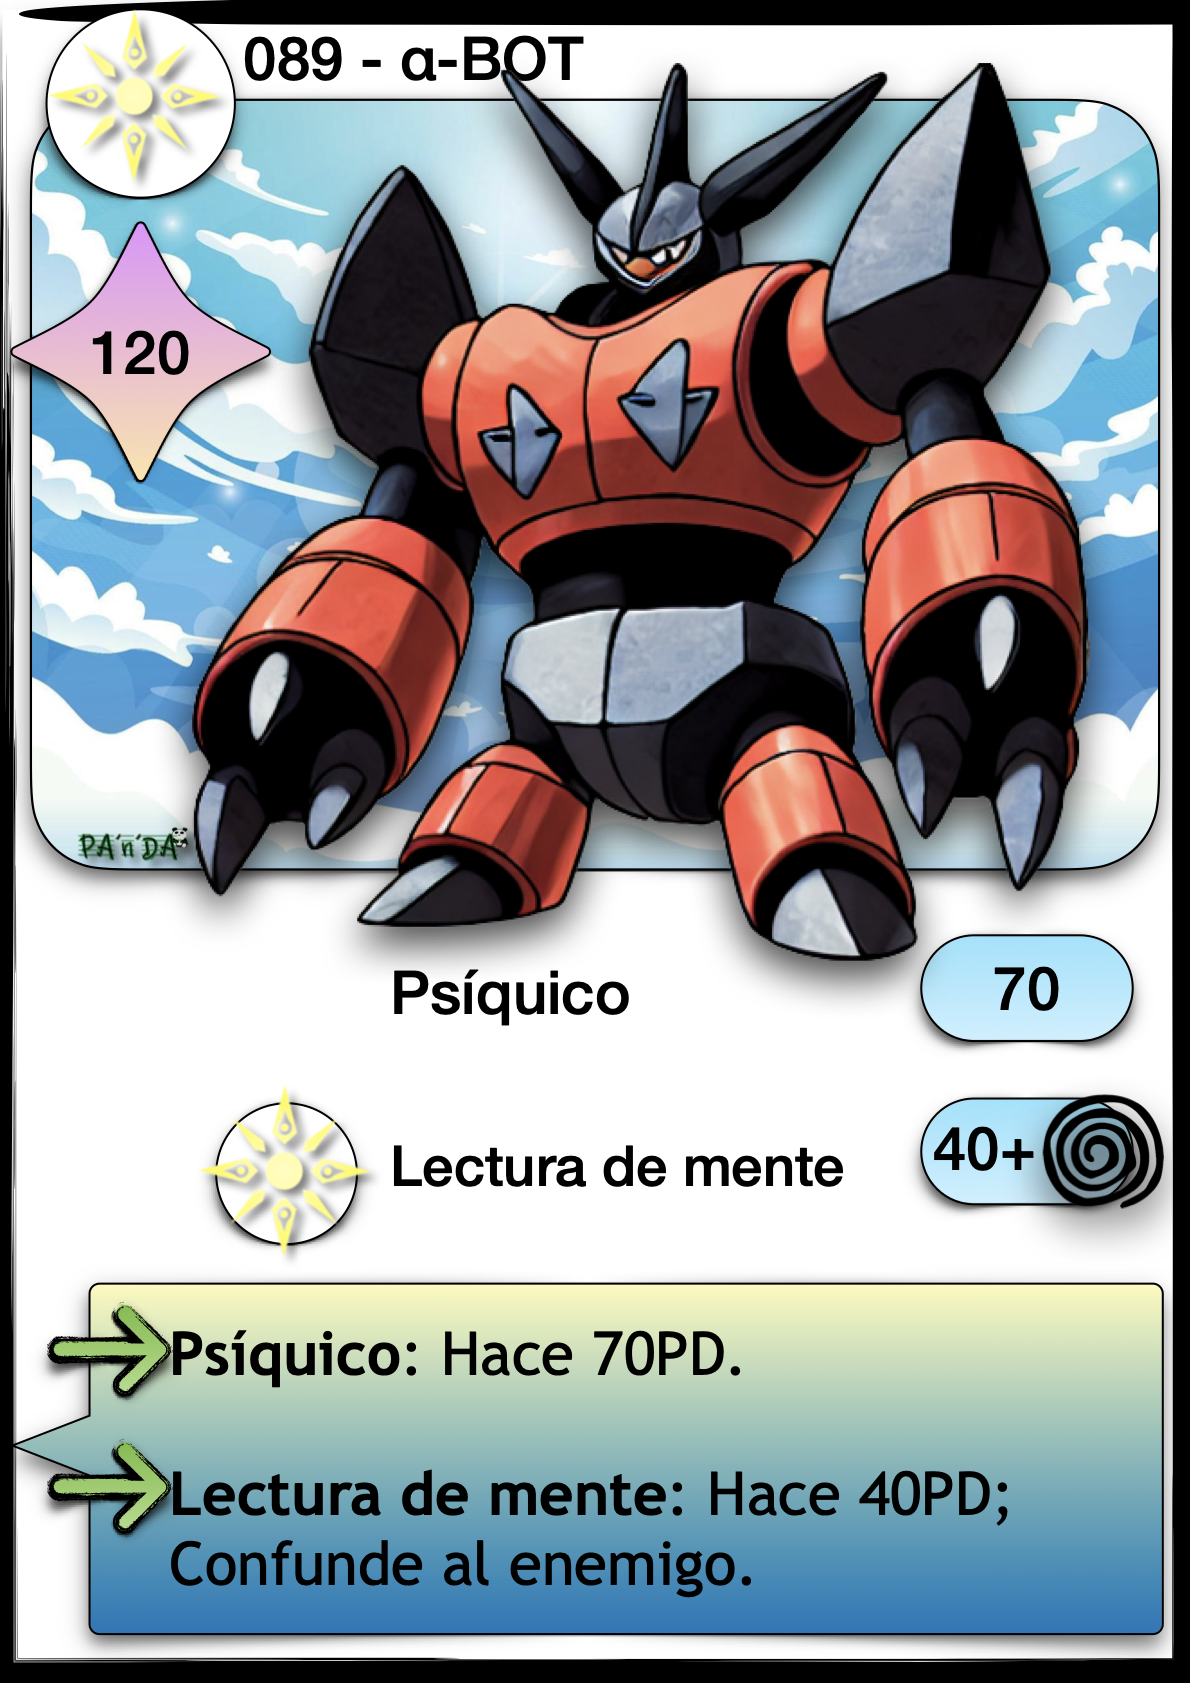 089 - α-BOT
120
PA'n'DA
Psíquico
70
Lectura de mente
40+
Psíquico: Hace 70PD.
Lectura de mente: Hace 40PD;
Confunde al enemigo.